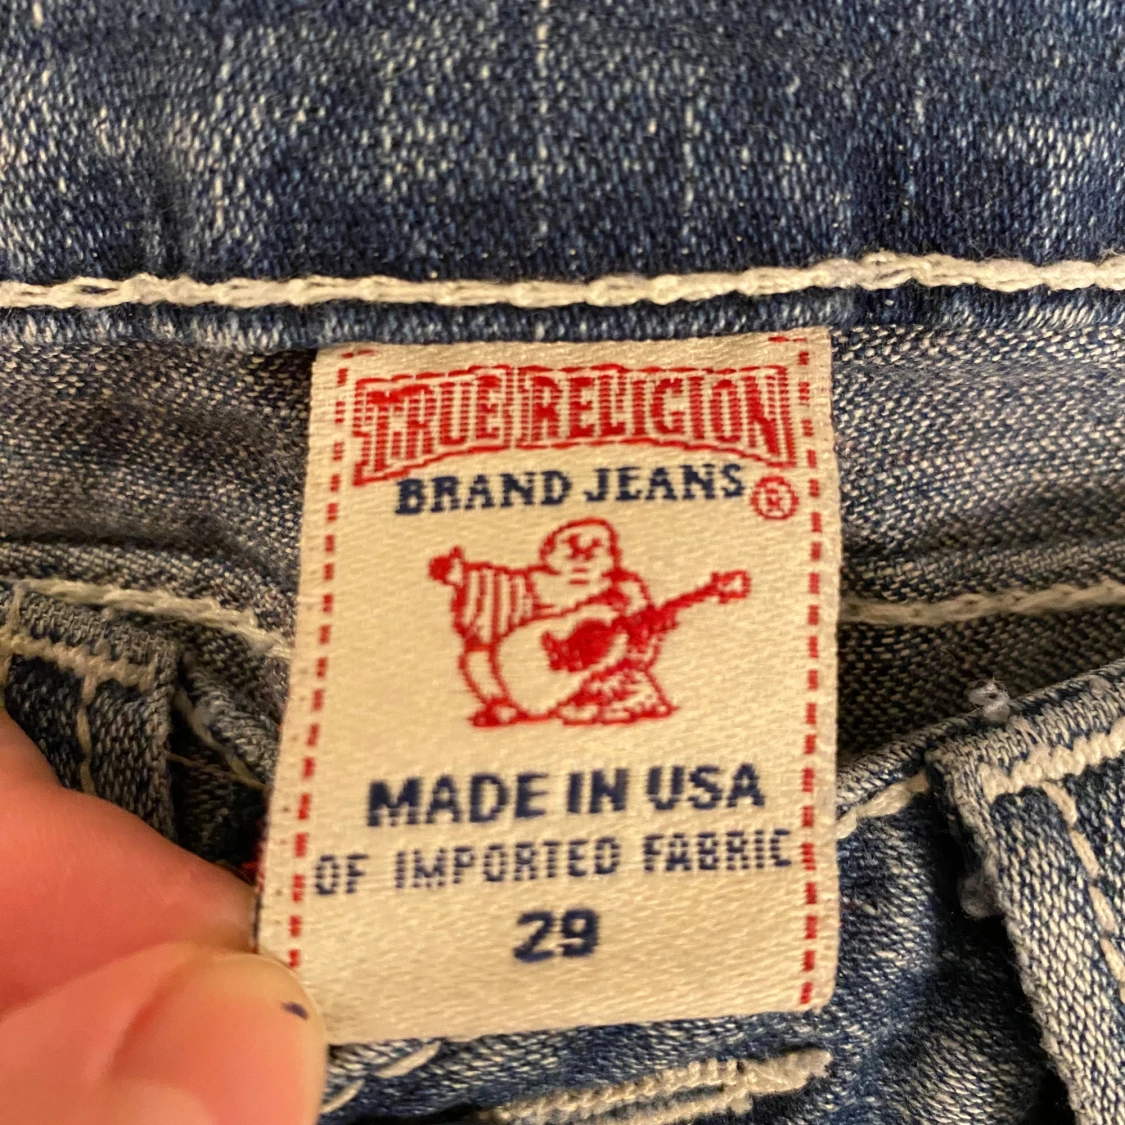 TRUE RELIGION
BRAND JEANS ®
MADE IN USA
OF IMPORTED FABRIC
29